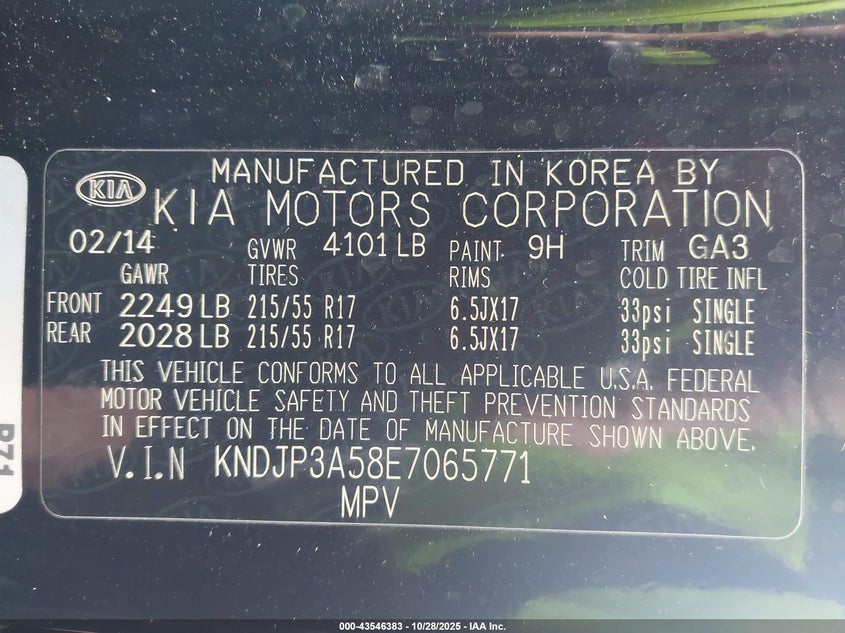 MANUFACTURED IN KOREA BY
KIA KIA MOTORS CORPORATION
02/14 GVWR 4101 LB PAINT 9H TRIM GA3
GAWR TIRES RIMS COLD TIRE INFL
FRONT 2249 LB 215/55 R17 6.5JX17 33psi SINGLE
REAR 2028 LB 215/55 R17 6.5JX17 33psi SINGLE
THIS VEHICLE CONFORMS TO ALL APPLICABLE U.S.A. FEDERAL
MOTOR VEHICLE SAFETY AND THEFT PREVENTION STANDARDS
IN EFFECT ON THE DATE OF MANUFACTURE SHOWN ABOVE.
V.I.N KNDJP3A58E7065771
MPV
000-43546383 - 10/28/2025 - IAA Inc.